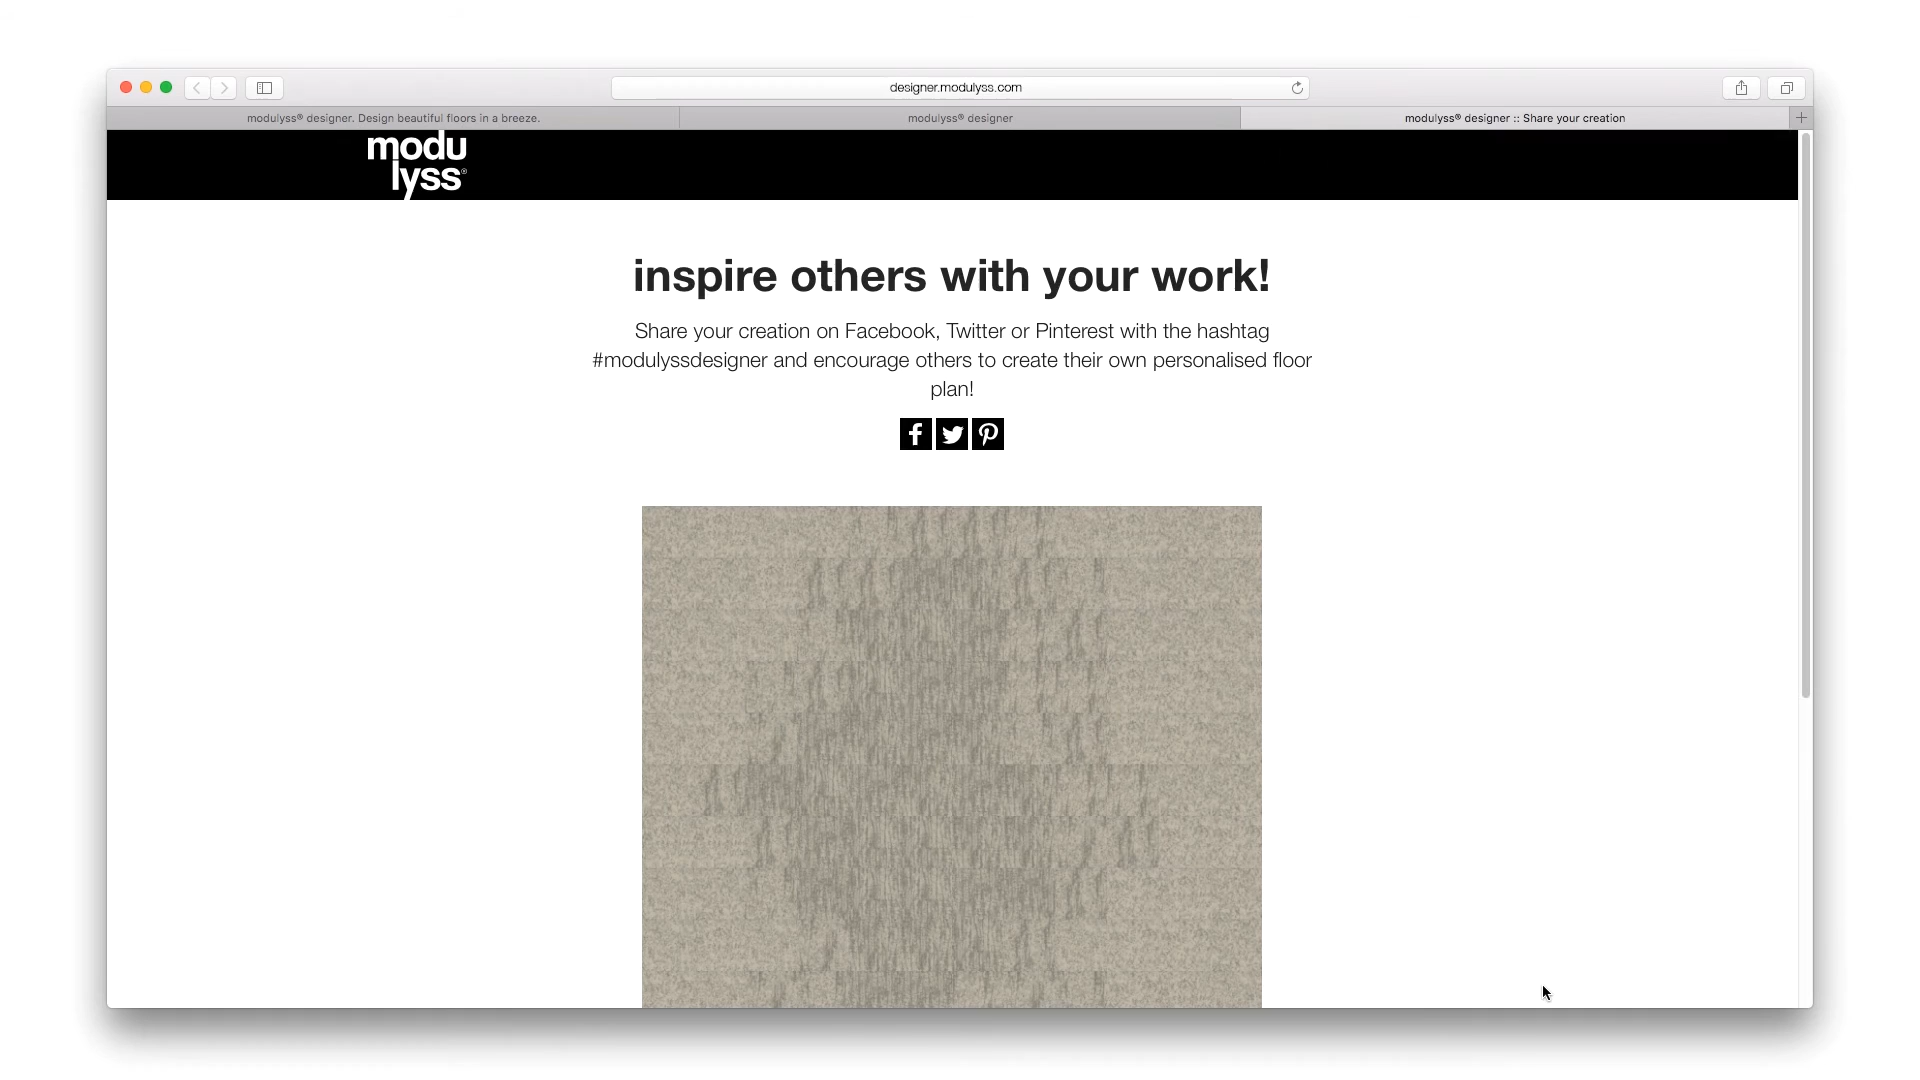 designer.modulyss.com
modulyss® designer. Design beautiful floors in a breeze.
modulyss® designer
modulyss® designer :: Share your creation
modu
lyss®
inspire others with your work!
Share your creation on Facebook, Twitter or Pinterest with the hashtag
#modulyssdesigner and encourage others to create their own personalised floor
plan!